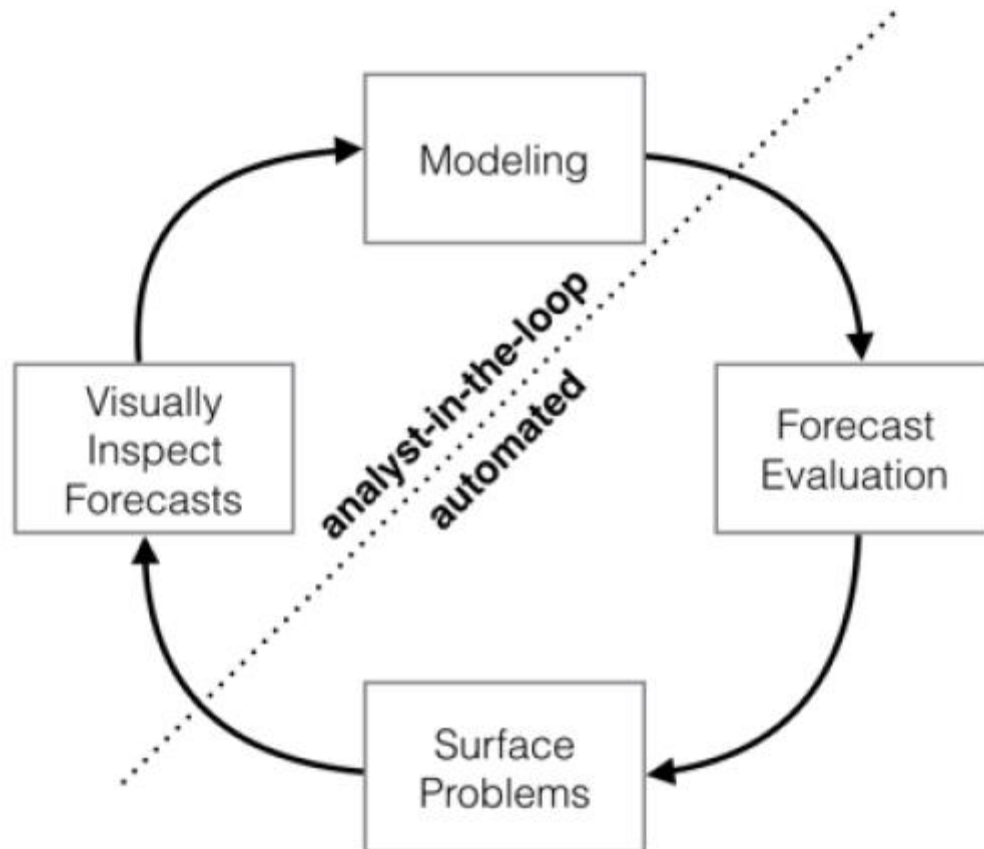 Modeling
analyst-in-the-loop
automated
Visually
Inspect
Forecasts
Forecast
Evaluation
Surface
Problems